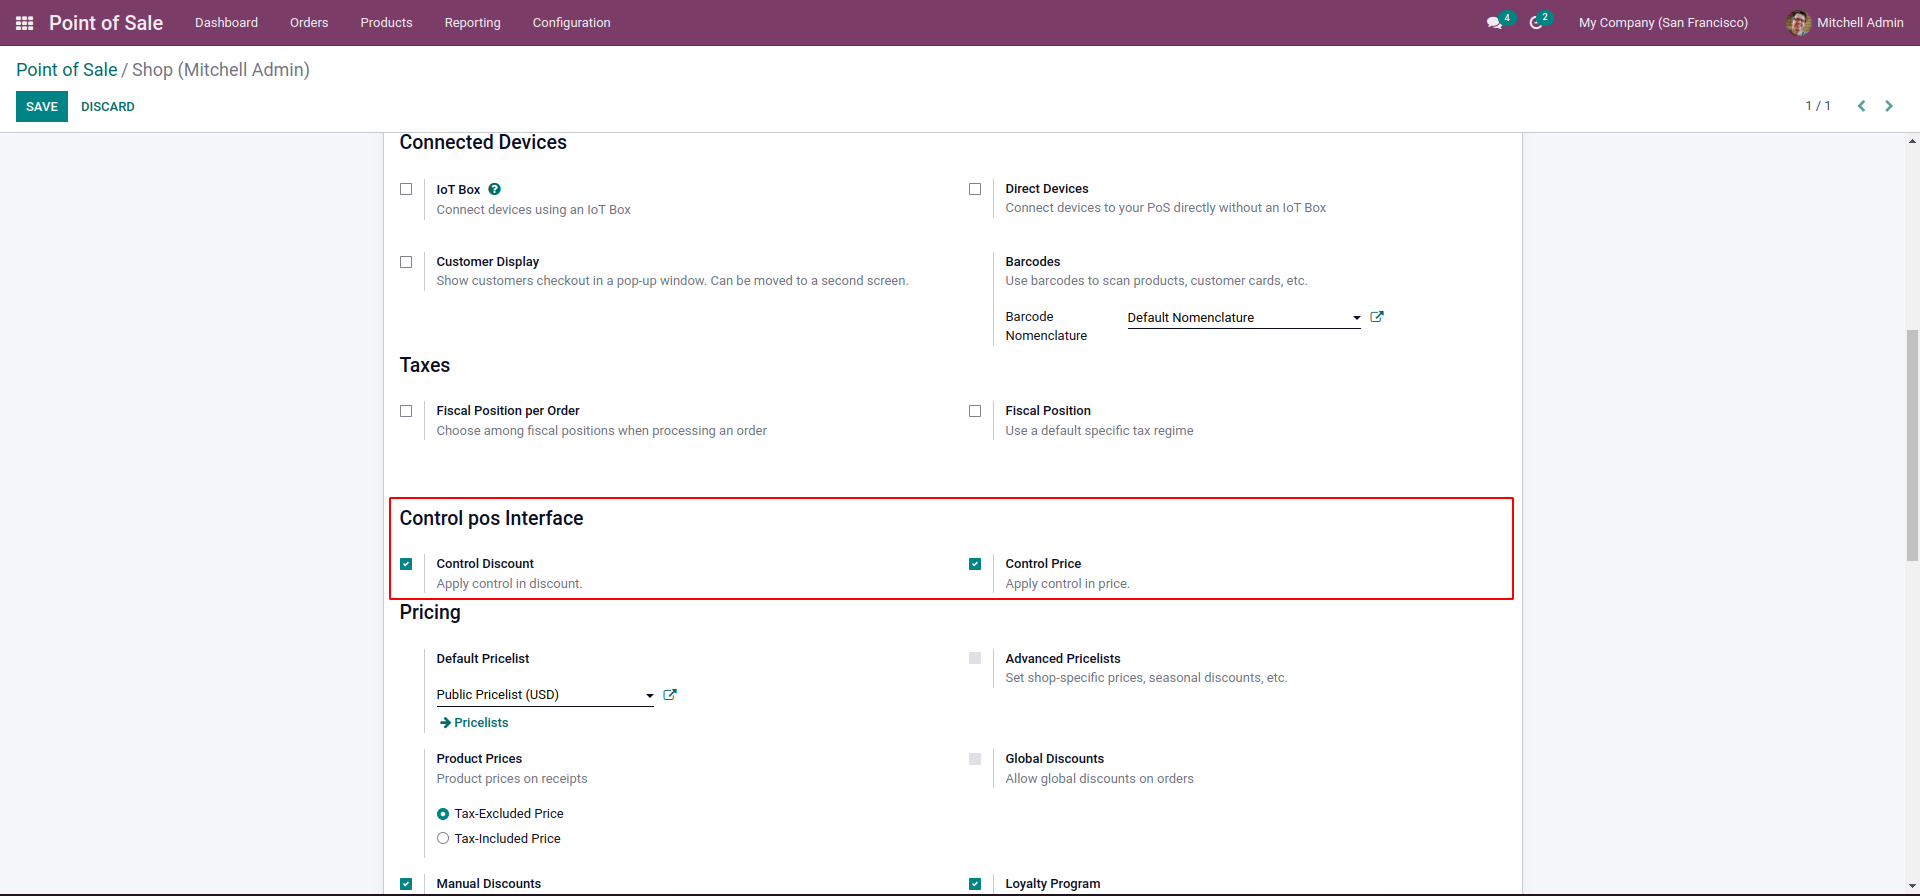 Point of Sale Dashboard Orders Products Reporting Configuration 4 2 My Company (San Francisco) Mitchell Admin
Point of Sale / Shop (Mitchell Admin)
SAVE DISCARD 1 / 1
Connected Devices
IoT Box ?
Connect devices using an IoT Box
Direct Devices
Connect devices to your PoS directly without an IoT Box
Customer Display
Show customers checkout in a pop-up window. Can be moved to a second screen.
Barcodes
Use barcodes to scan products, customer cards, etc.
Barcode
Nomenclature
Default Nomenclature
Taxes
Fiscal Position per Order
Choose among fiscal positions when processing an order
Fiscal Position
Use a default specific tax regime
Control pos Interface
Control Discount
Apply control in discount.
Control Price
Apply control in price.
Pricing
Default Pricelist
Public Pricelist (USD)
Pricelists
Advanced Pricelists
Set shop-specific prices, seasonal discounts, etc.
Product Prices
Product prices on receipts
Tax-Excluded Price
Tax-Included Price
Global Discounts
Allow global discounts on orders
Manual Discounts
Loyalty Program